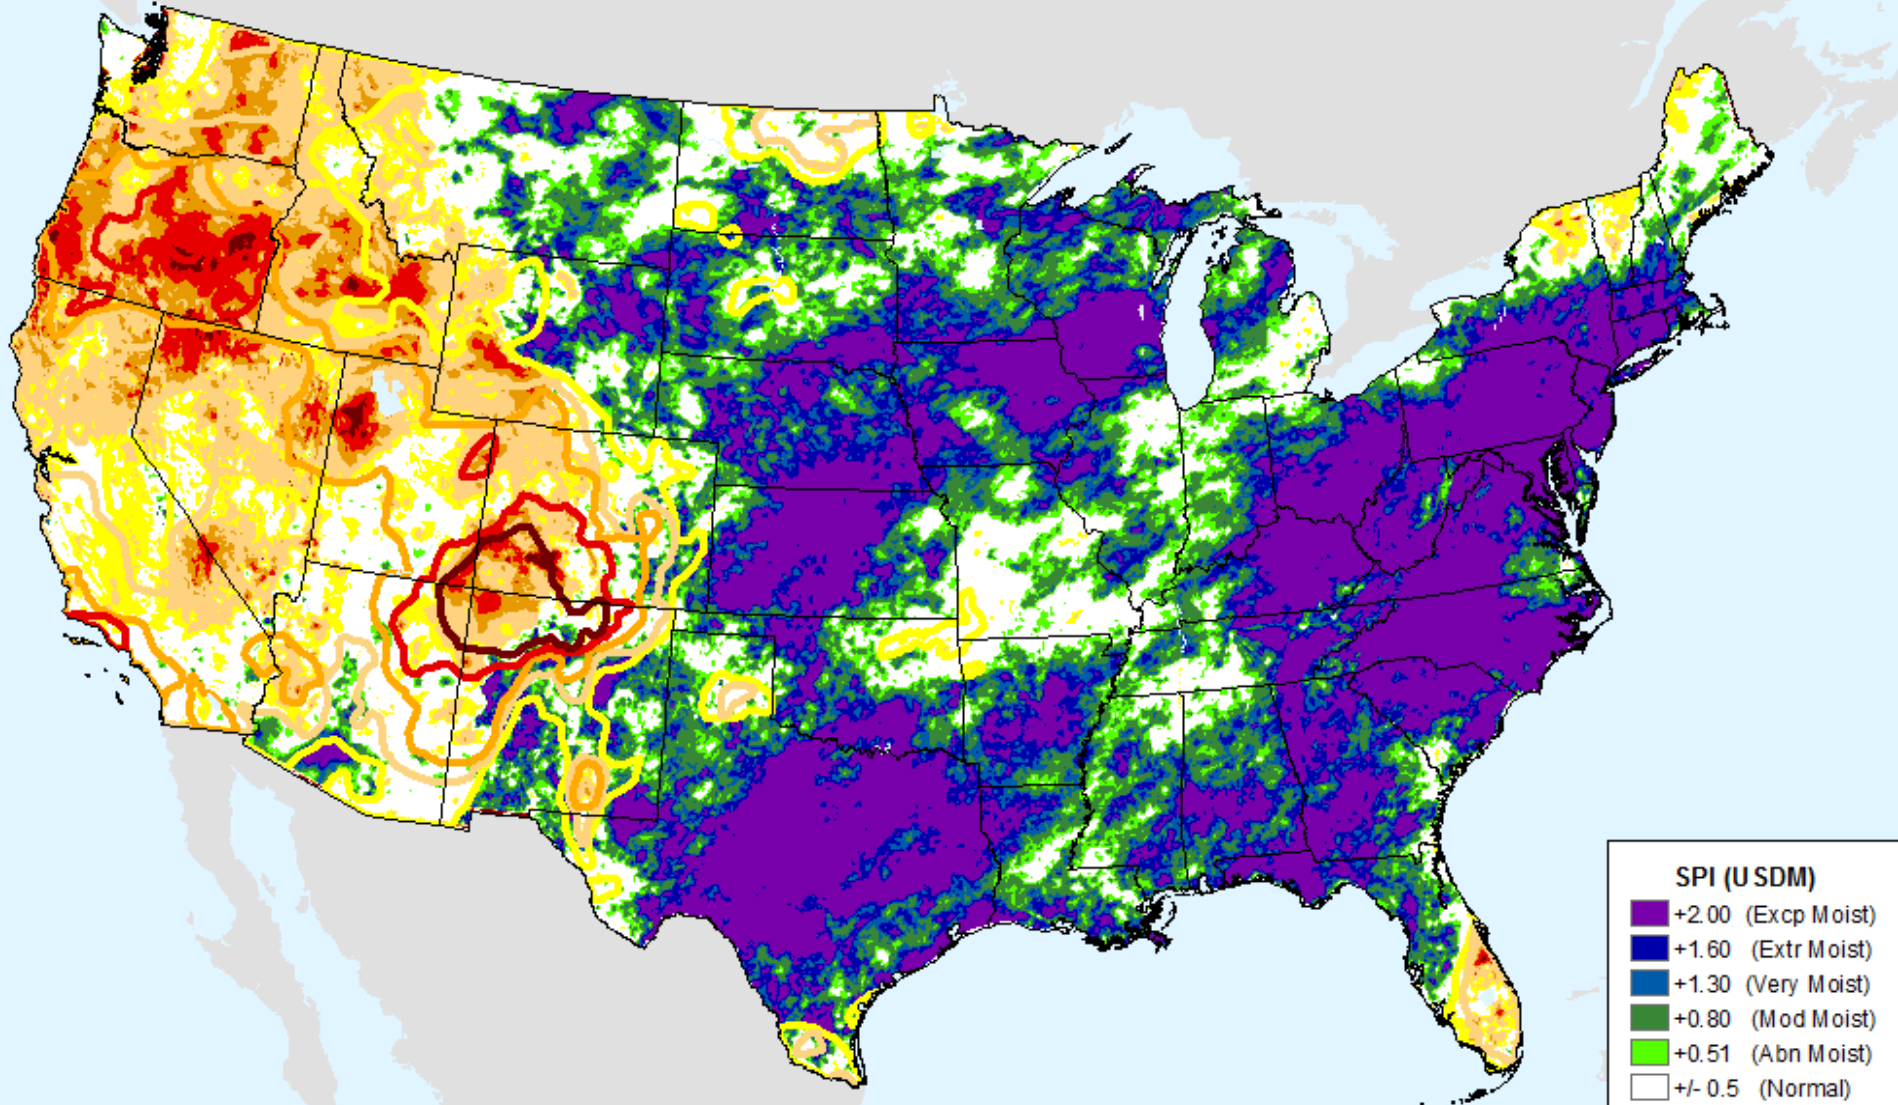 SPI (USDM)
+2.00 (Excp Moist)
+1.60 (Extr Moist)
+1.30 (Very Moist)
+0.80 (Mod Moist)
+0.51 (Abn Moist)
+/- 0.5 (Normal)